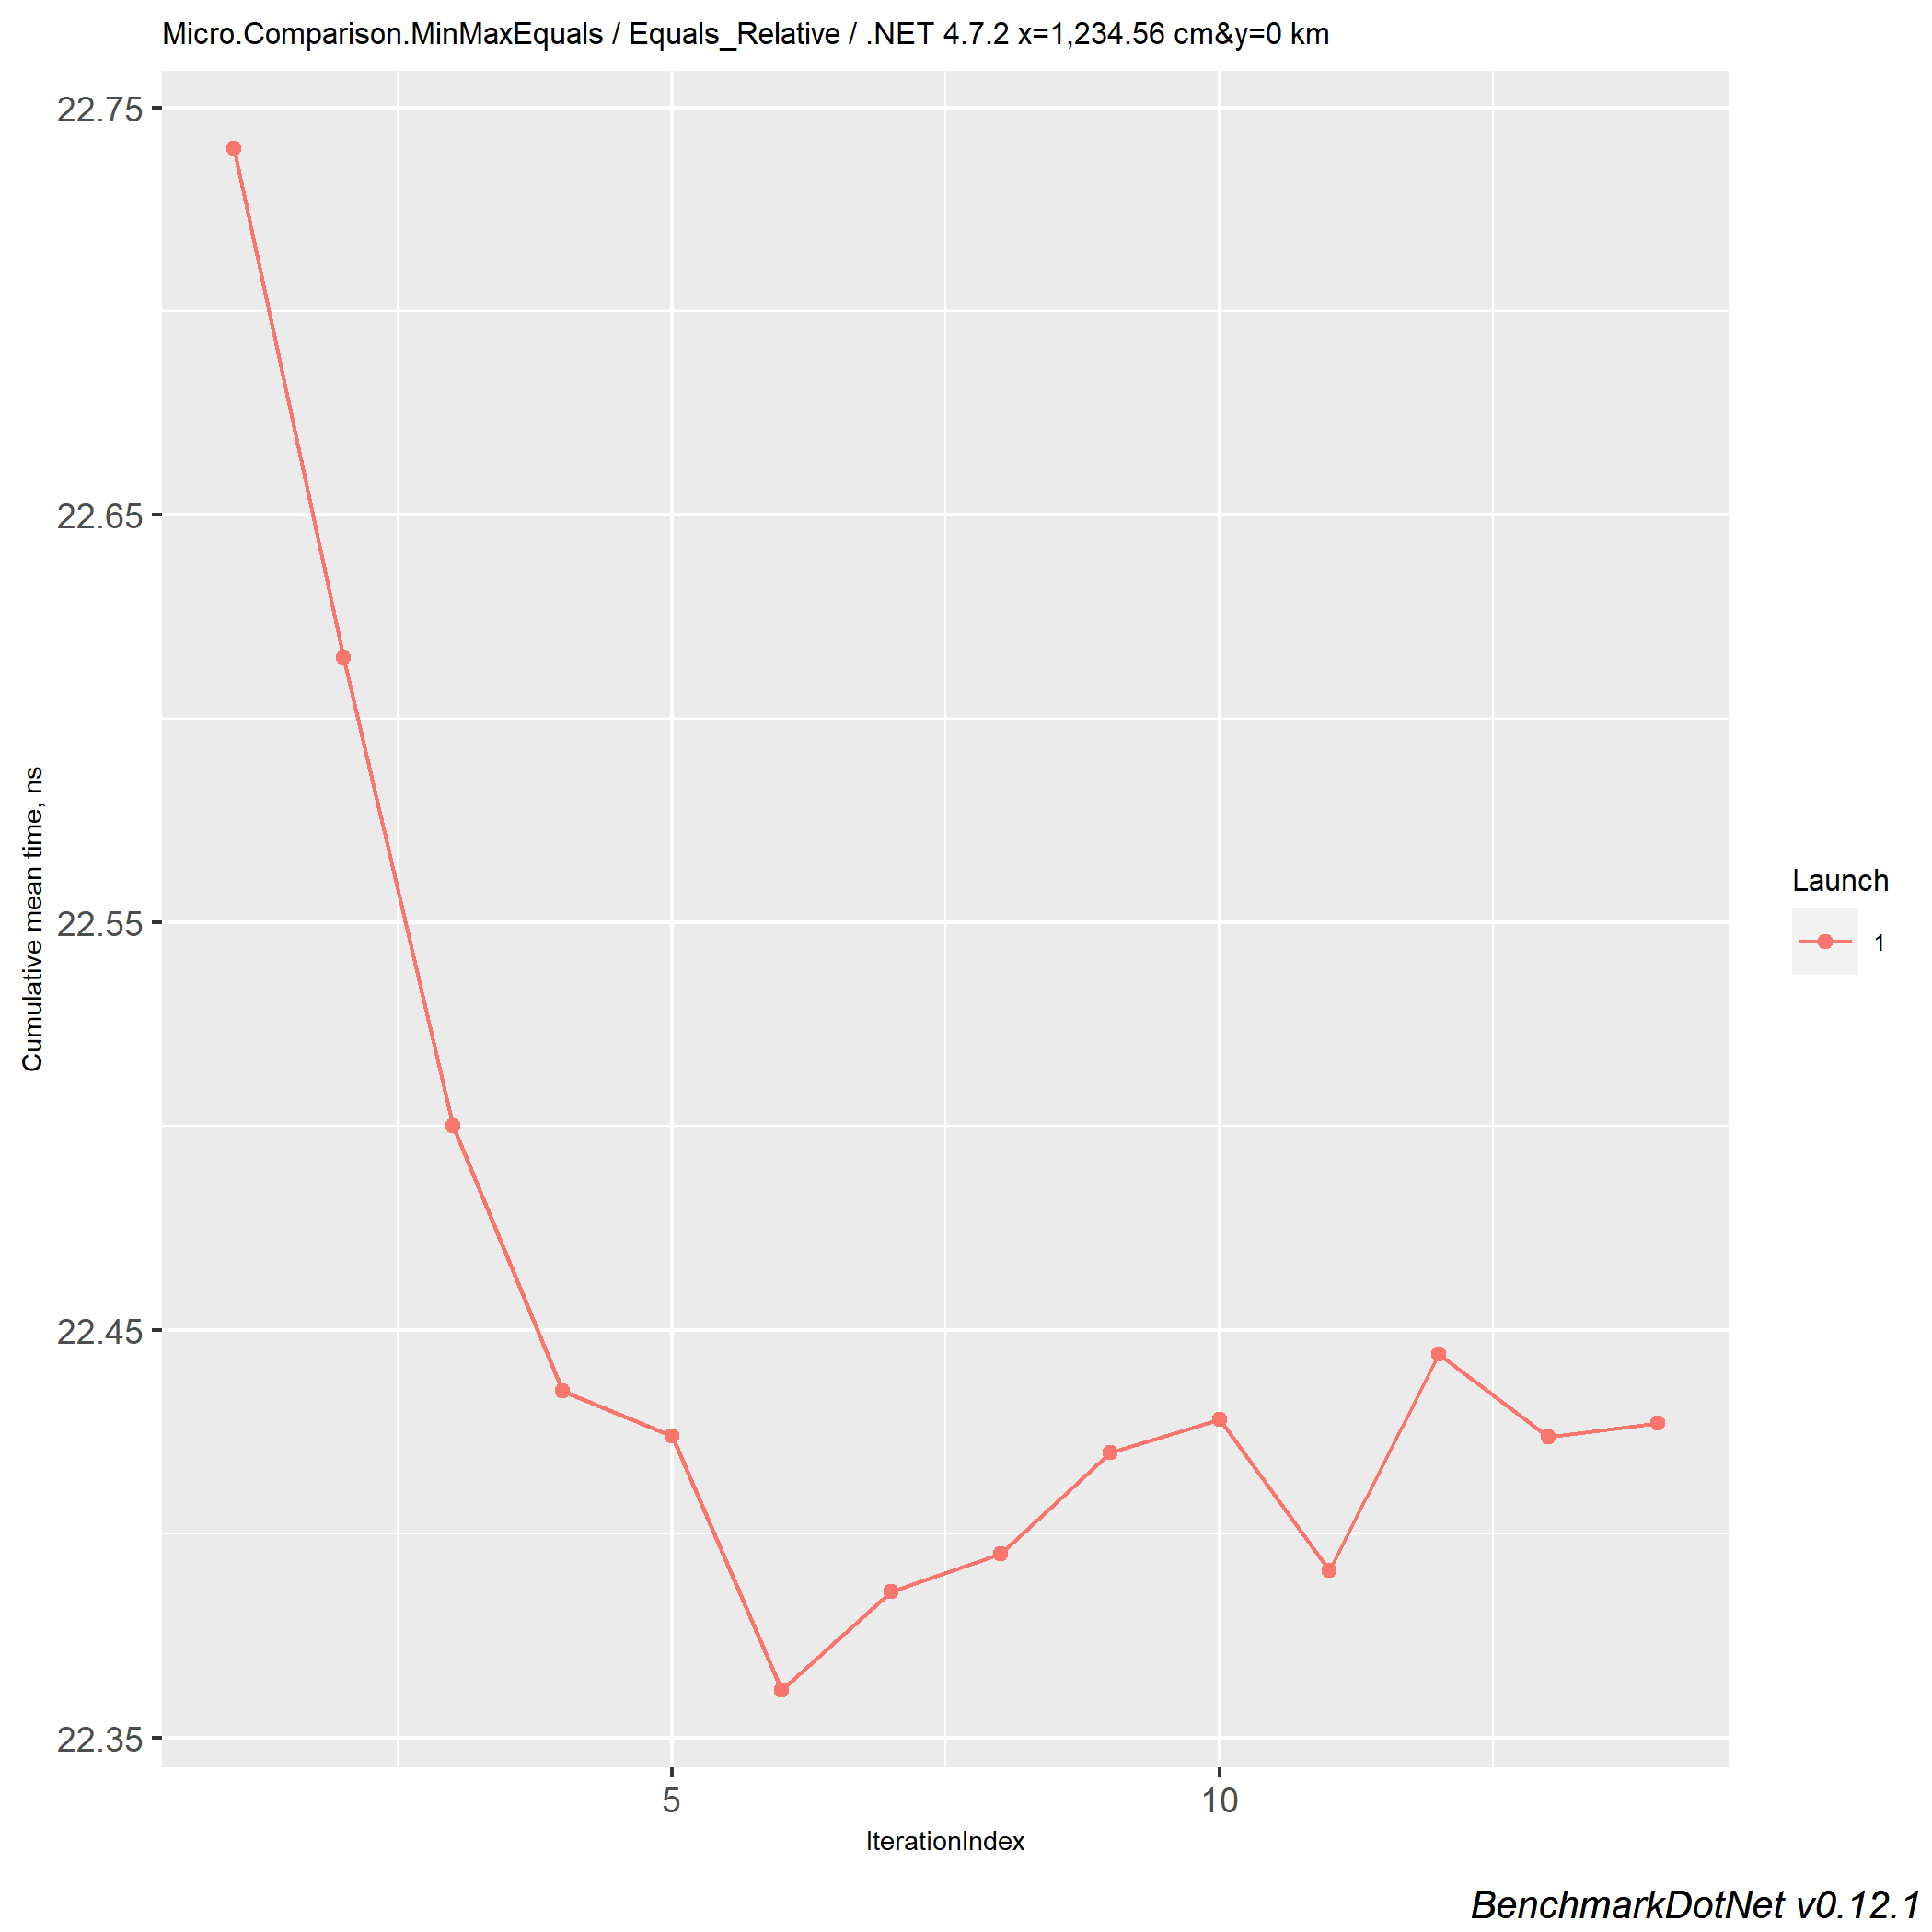 Micro.Comparison.MinMaxEquals / Equals_Relative / .NET 4.7.2 x=1,234.56 cm&y=0 km
22.75
22.65
22.55
22.45
22.35
Cumulative mean time, ns
5
10
IterationIndex
Launch
1
BenchmarkDotNet v0.12.1